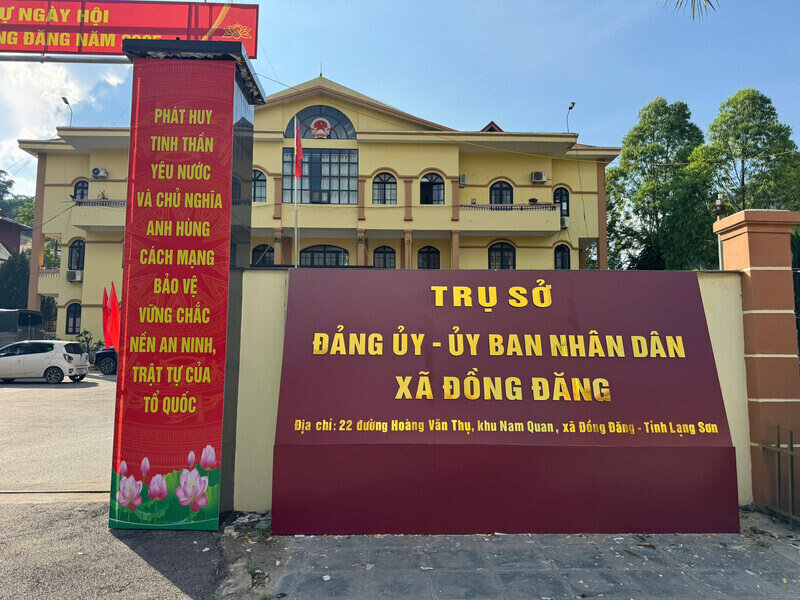 Ự NGÀY HỘI
NG ĐĂNG NĂM 2025
PHÁT HUY
TINH THẦN
YÊU NƯỚC
VÀ CHỦ NGHĨA
ANH HÙNG
CÁCH MẠNG
BẢO VỆ
VỮNG CHẮC
NỀN AN NINH,
TRẬT TỰ CỦA
TỔ QUỐC
TRỤ SỞ
ĐẢNG ỦY - ỦY BAN NHÂN DÂN
XÃ ĐỒNG ĐĂNG
Địa chỉ: 22 đường Hoàng Văn Thụ, khu Nam Quan, xã Đồng Đăng - Tỉnh Lạng Sơn